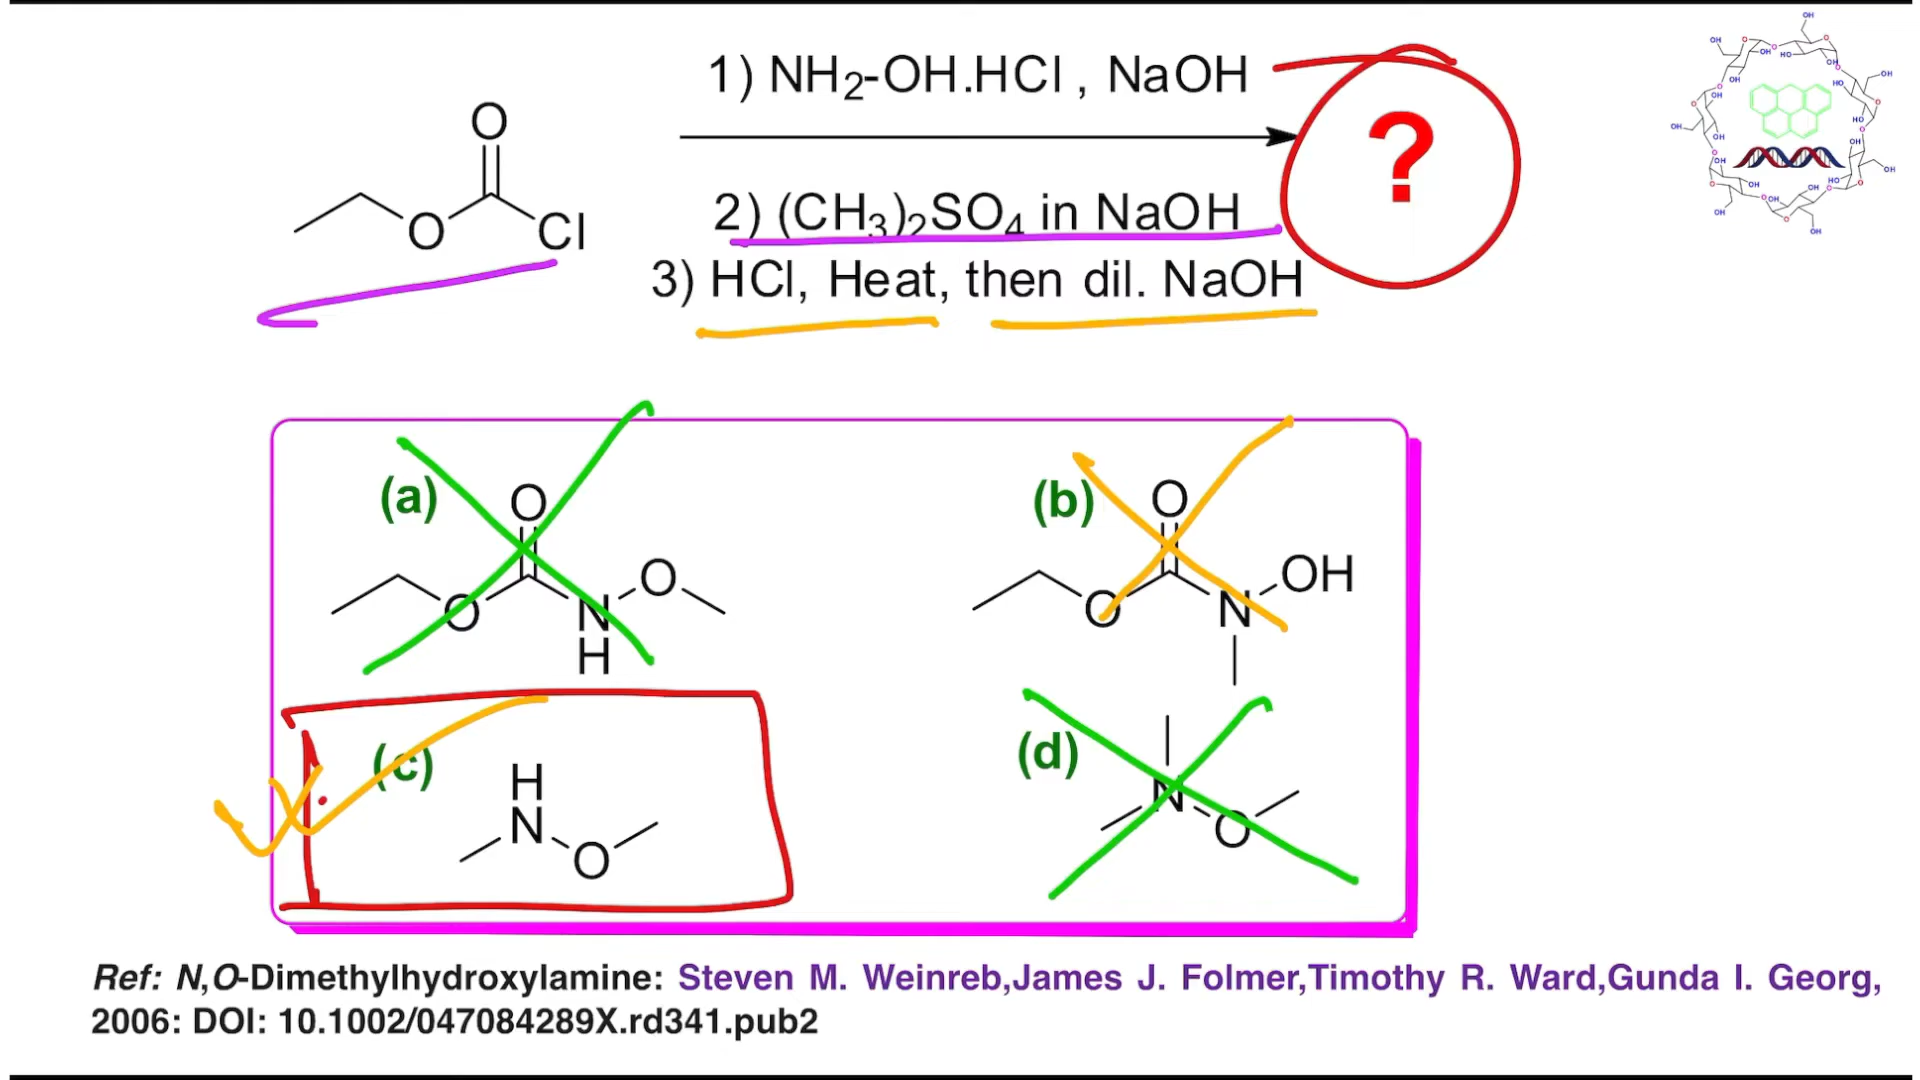 1) NH2-OH.HCl , NaOH
O
O
Cl
?
2) (CH3)2SO4 in NaOH
3) HCl, Heat, then dil. NaOH
(a)
O
O
N
H
O
(b)
O
O
N
OH
(c)
H
N
O
(d)
N
O
Ref: N,O-Dimethylhydroxylamine: Steven M. Weinreb,James J. Folmer,Timothy R. Ward,Gunda I. Georg,
2006: DOI: 10.1002/047084289X.rd341.pub2